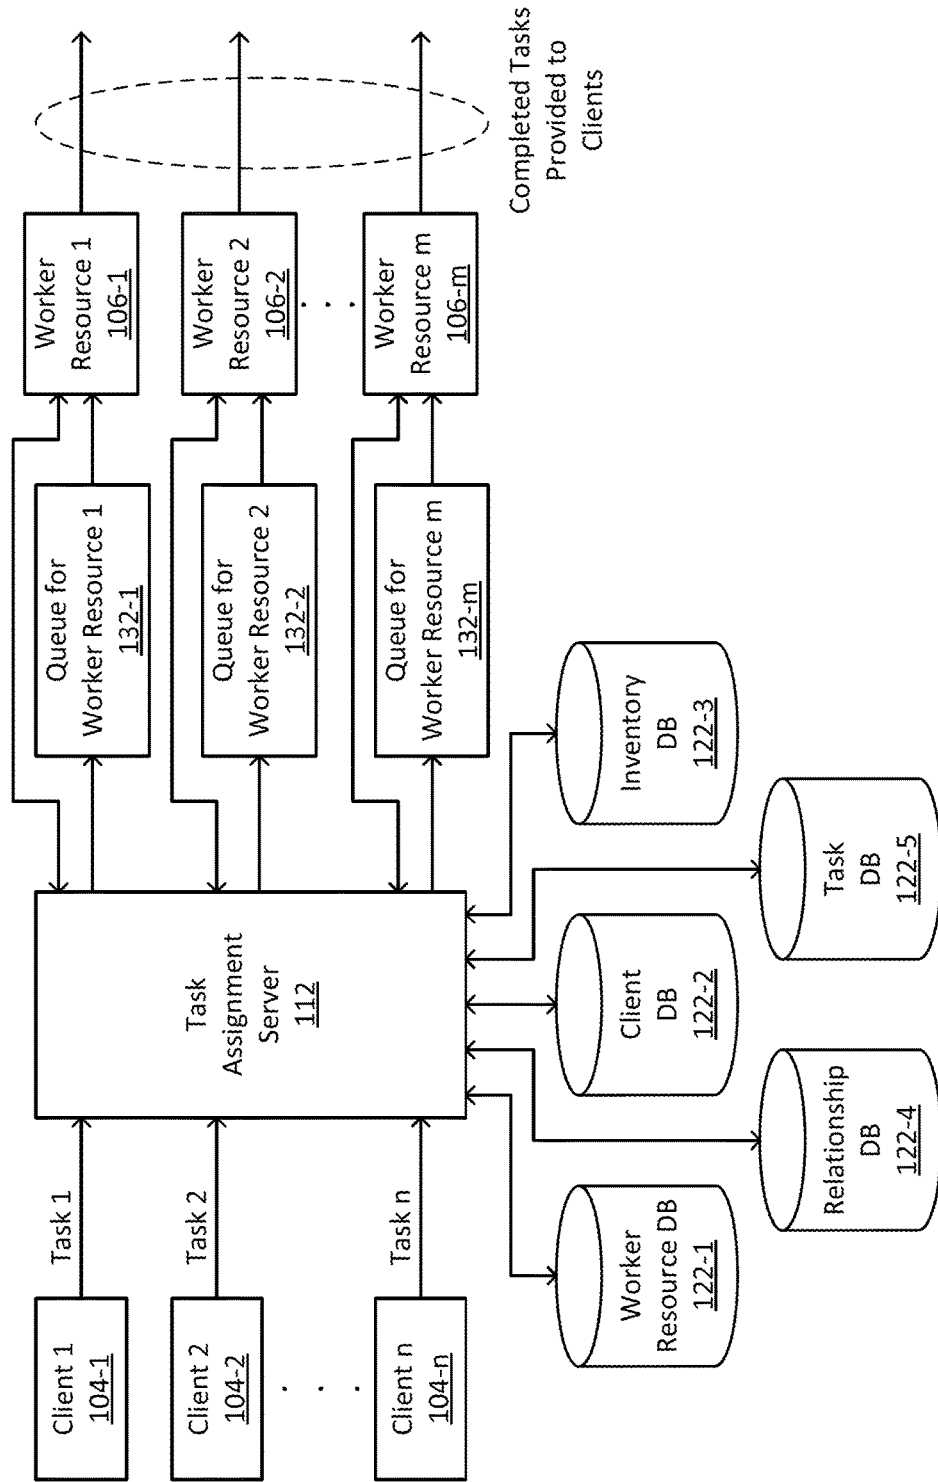 Client 1
104-1
Client 2
104-2
. . .
Client n
104-n
Task 1
Task 2
Task n
Task
Assignment
Server
112
Queue for
Worker Resource 1
132-1
Queue for
Worker Resource 2
132-2
Queue for
Worker Resource m
132-m
Worker
Resource 1
106-1
Worker
Resource 2
106-2
. . .
Worker
Resource m
106-m
Completed Tasks
Provided to
Clients
Worker
Resource DB
122-1
Client
DB
122-2
Inventory
DB
122-3
Relationship
DB
122-4
Task
DB
122-5